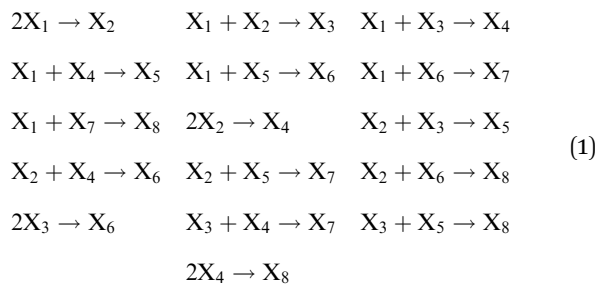 2X₁ → X₂ X₁ + X₂ → X₃ X₁ + X₃ → X₄
X₁ + X₄ → X₅ X₁ + X₅ → X₆ X₁ + X₆ → X₇
X₁ + X₇ → X₈ 2X₂ → X₄ X₂ + X₃ → X₅
(1)
X₂ + X₄ → X₆ X₂ + X₅ → X₇ X₂ + X₆ → X₈
2X₃ → X₆ X₃ + X₄ → X₇ X₃ + X₅ → X₈
2X₄ → X₈